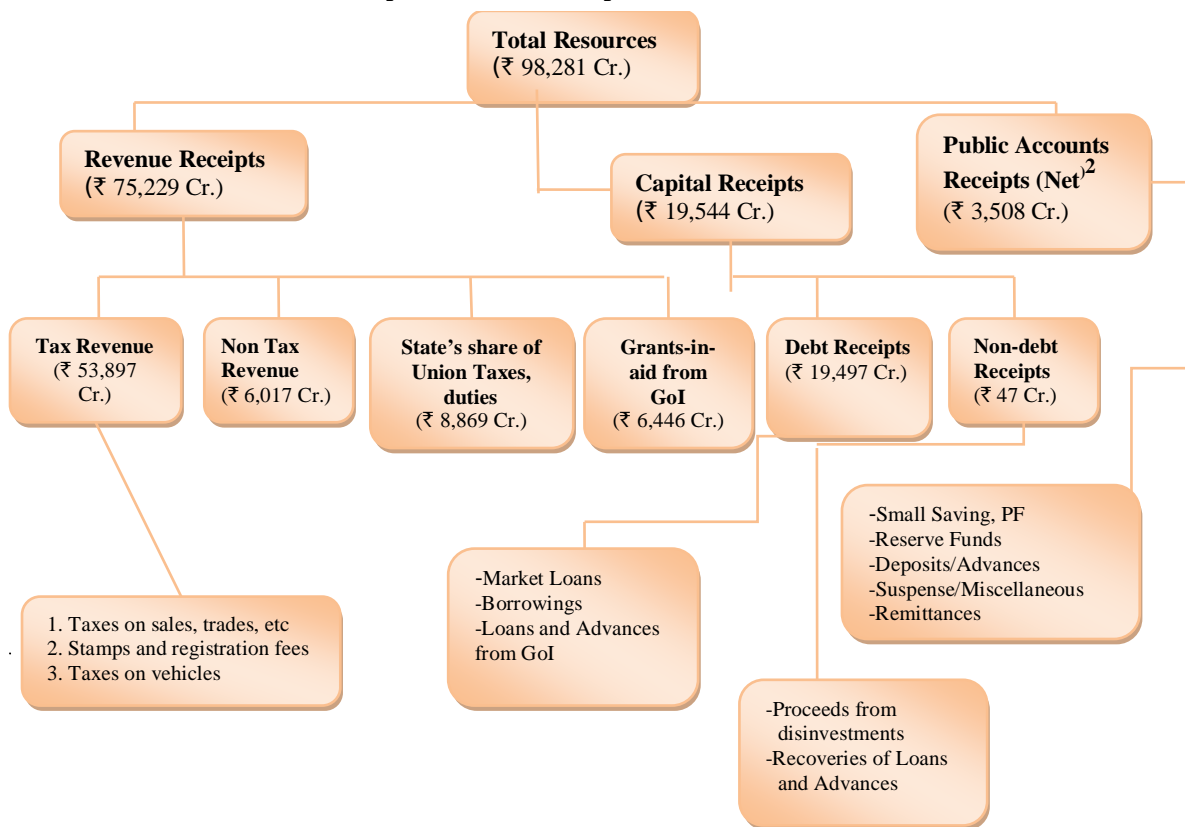 Total Resources
(₹ 98,281 Cr.)
Revenue Receipts
(₹ 75,229 Cr.)
Capital Receipts
(₹ 19,544 Cr.)
Public Accounts
Receipts (Net)2
(₹ 3,508 Cr.)
Tax Revenue
(₹ 53,897
Cr.)
Non Tax
Revenue
(₹ 6,017 Cr.)
State's share of
Union Taxes,
duties
(₹ 8,869 Cr.)
Grants-in-
aid from
GoI
(₹ 6,446 Cr.)
Debt Receipts
(₹ 19,497 Cr.)
Non-debt
Receipts
(₹ 47 Cr.)
1. Taxes on sales, trades, etc
2. Stamps and registration fees
3. Taxes on vehicles
-Market Loans
-Borrowings
-Loans and Advances
from GoI
-Small Saving, PF
-Reserve Funds
-Deposits/Advances
-Suspense/Miscellaneous
-Remittances
-Proceeds from
disinvestments
-Recoveries of Loans
and Advances